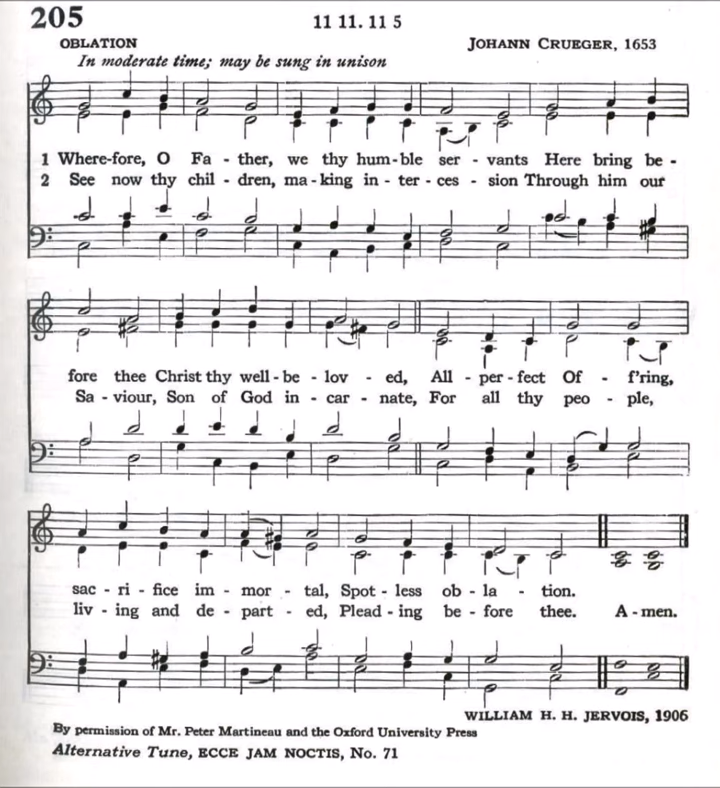 205
11 11. 11 5
OBLATION
JOHANN CRUEGER, 1653
In moderate time; may be sung in unison
1 Where-fore, O Fa - ther, we thy hum-ble ser - vants Here bring be -
2 See now thy chil - dren, ma-king in - ter - ces - sion Through him our
fore thee Christ thy well - be - lov - ed, All - per - fect Of - f'ring,
Sa - viour, Son of God in - car - nate, For all thy peo - ple,
sac - ri - fice im - mor - tal, Spot - less ob - la - tion.
liv - ing and de - part - ed, Plead - ing be - fore thee. A - men.
WILLIAM H. H. JERVOIS, 1906
By permission of Mr. Peter Martineau and the Oxford University Press
Alternative Tune, ECCE JAM NOCTIS, No. 71